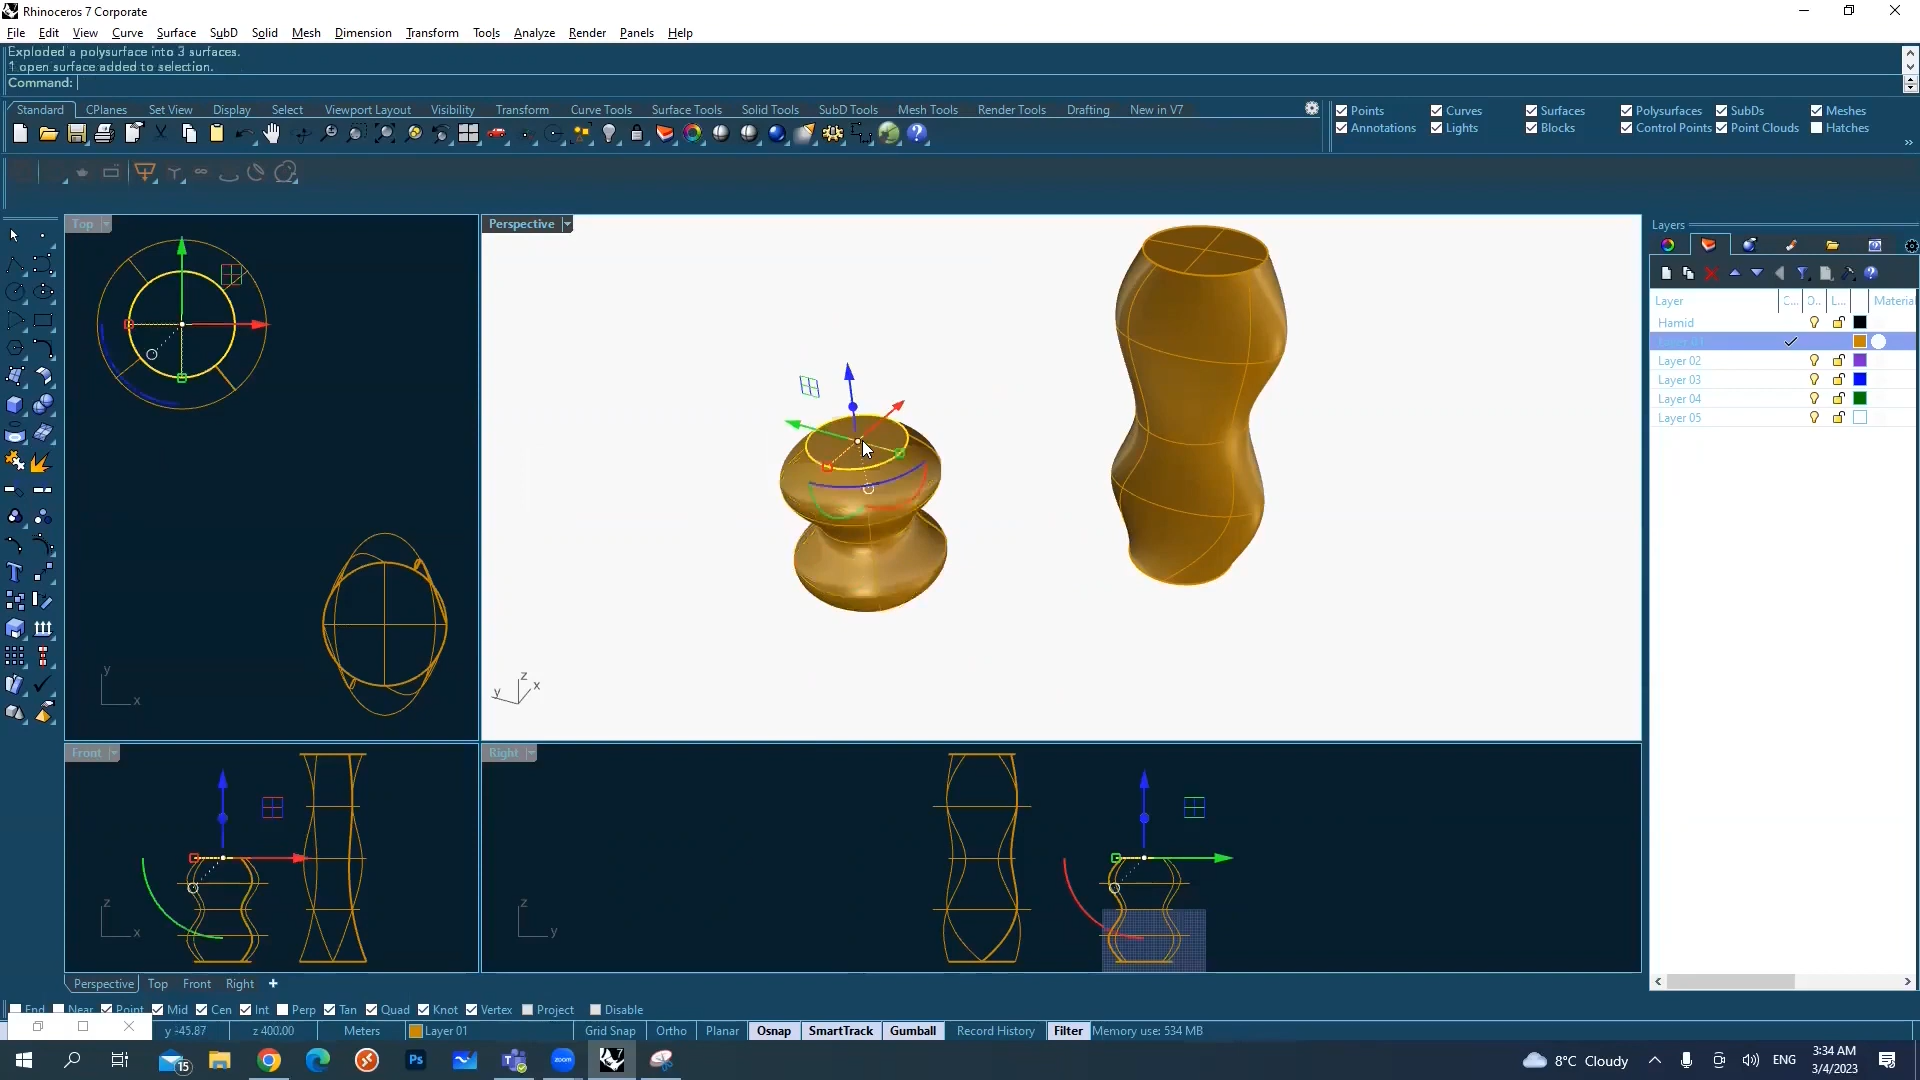 Rhinoceros 7 Corporate
File Edit View Curve Surface SubD Solid Mesh Dimension Transform Tools Analyze Render Panels Help
Exploded a polysurface into 3 surfaces.
1 open surface added to selection.
Command:
Standard CPlanes Set View Display Select Viewport Layout Visibility Transform Curve Tools Surface Tools Solid Tools SubD Tools Mesh Tools Render Tools Drafting New in V7
Points Curves Surfaces Polysurfaces SubDs Meshes
Annotations Lights Blocks Control Points Point Clouds Hatches
Top
Perspective
Layers
Layer C... O.. L... Materia
Hamid
Layer 02
Layer 03
Layer 04
Layer 05
y x
z x y
Front
Right
z x
z y
Perspective Top Front Right
End Near Point Mid Cen Int Perp Tan Quad Knot Vertex Project Disable
y -45.87 z 400.00 Meters Layer 01 Grid Snap Ortho Planar Osnap SmartTrack Gumball Record History Filter Memory use: 534 MB
15 Ps zoom 7 8°C Cloudy ENG 3:34 AM
3/4/2023